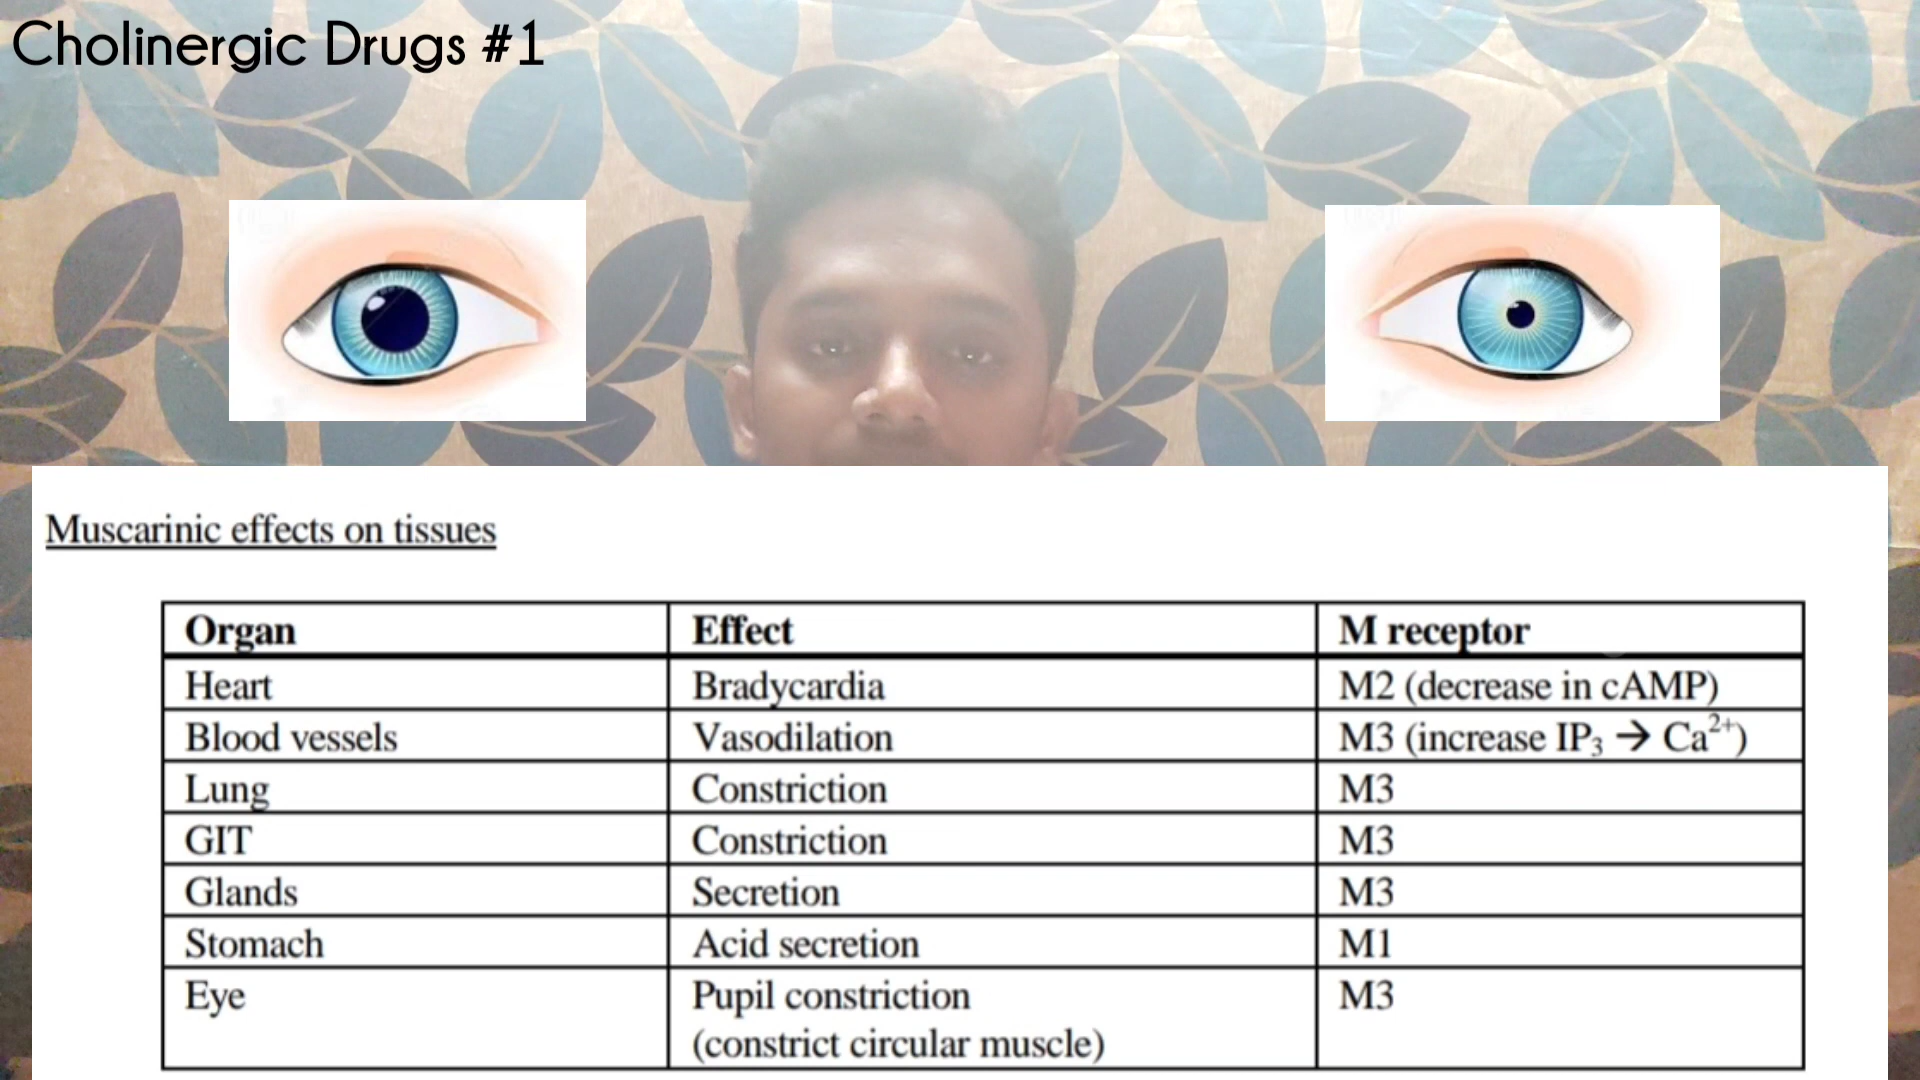 Cholinergic Drugs #1
Muscarinic effects on tissues
Organ Effect M receptor
Heart Bradycardia M2 (decrease in cAMP)
Blood vessels Vasodilation M3 (increase IP₃ → Ca²⁺)
Lung Constriction M3
GIT Constriction M3
Glands Secretion M3
Stomach Acid secretion M1
Eye Pupil constriction M3
(constrict circular muscle)